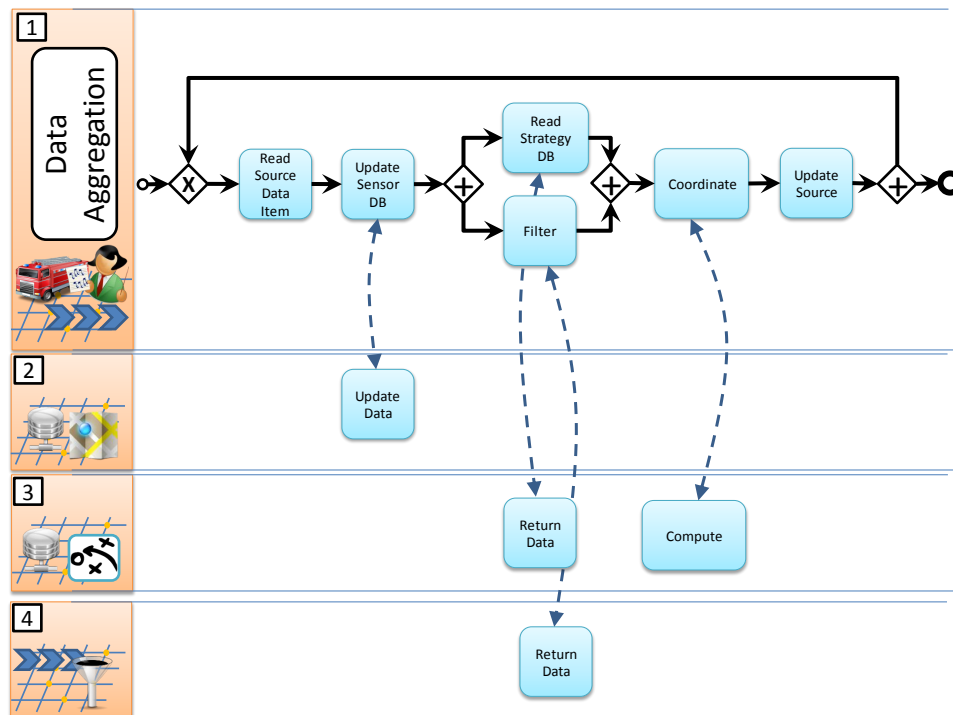 1
Data
Aggregation
X
Read
Source
Data
Item
Update
Sensor
DB
Read
Strategy
DB
Filter
Coordinate
Update
Source
2
Update
Data
3
Return
Data
Compute
4
Return
Data